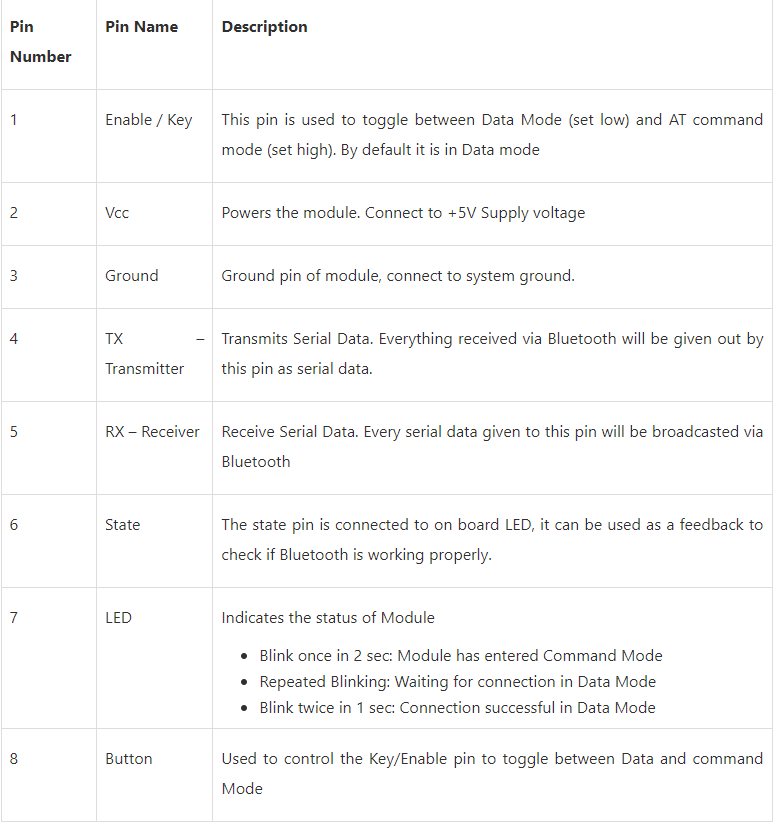 Pin Number
Pin Name
Description
1
Enable / Key
This pin is used to toggle between Data Mode (set low) and AT command
mode (set high). By default it is in Data mode
2
Vcc
Powers the module. Connect to +5V Supply voltage
3
Ground
Ground pin of module, connect to system ground.
4
TX –
Transmitter
Transmits Serial Data. Everything received via Bluetooth will be given out by
this pin as serial data.
5
RX – Receiver
Receive Serial Data. Every serial data given to this pin will be broadcasted via
Bluetooth
6
State
The state pin is connected to on board LED, it can be used as a feedback to
check if Bluetooth is working properly.
7
LED
Indicates the status of Module
• Blink once in 2 sec: Module has entered Command Mode
• Repeated Blinking: Waiting for connection in Data Mode
• Blink twice in 1 sec: Connection successful in Data Mode
8
Button
Used to control the Key/Enable pin to toggle between Data and command
Mode